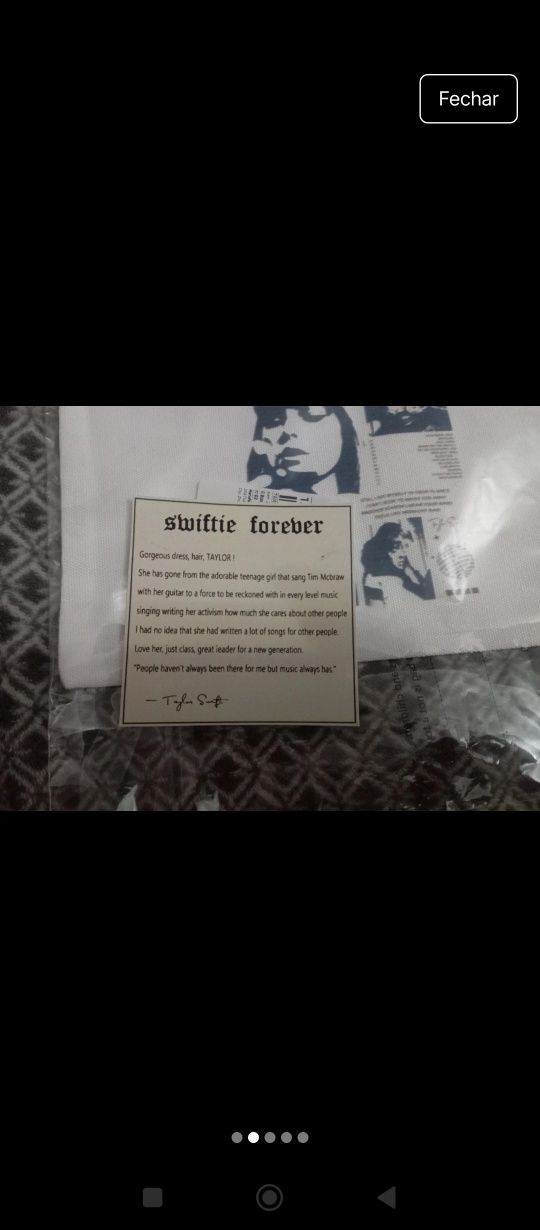 Fechar
swiftie forever
Gorgeous dress, hair, TAYLOR !
She has gone from the adorable teenage girl that sang Tim Mcbraw
with her guitar to a force to be reckoned with in every level music
singing writing her activism how much she cares about other people
I had no idea that she had written a lot of songs for other people.
Love her, just class, great leader for a new generation.
"People haven't always been there for me but music always has."
— Taylor Swift